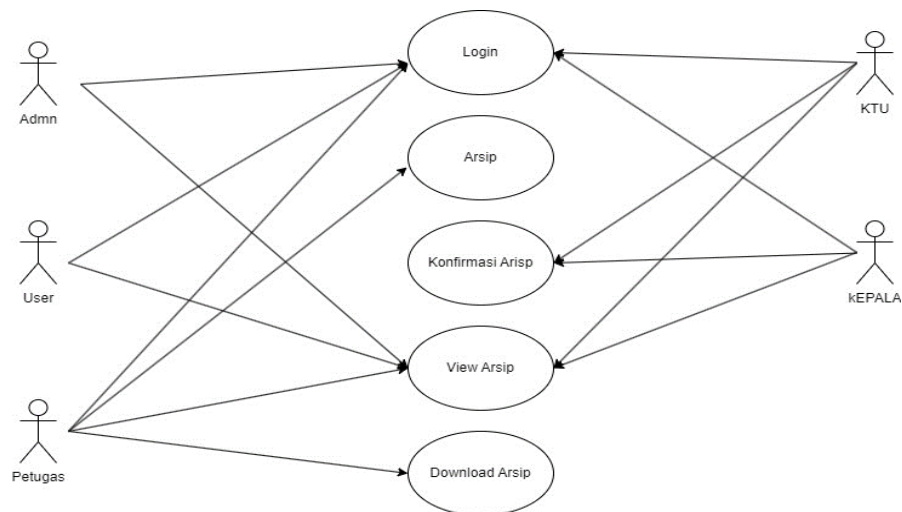 Login
Admn
KTU
Arsip
User
Konfirmasi Arisp
kEPALA
View Arsip
Petugas
Download Arsip